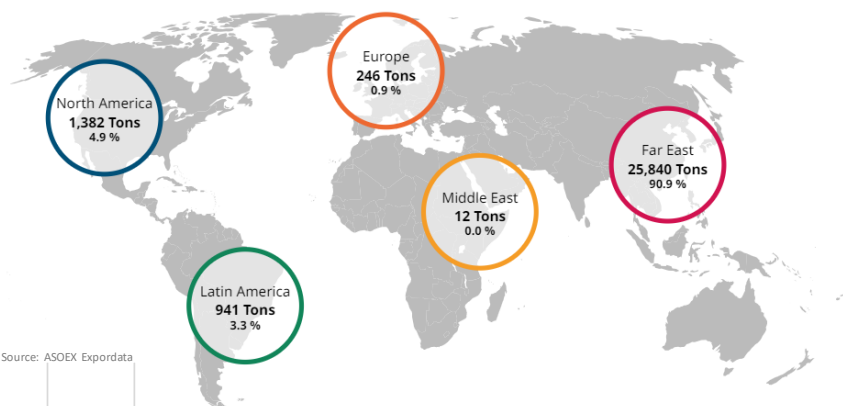 Europe
246 Tons
0.9 %
North America
1,382 Tons
4.9 %
Far East
25,840 Tons
90.9 %
Middle East
12 Tons
0.0 %
Latin America
941 Tons
3.3 %
Source: ASOEX Expordata